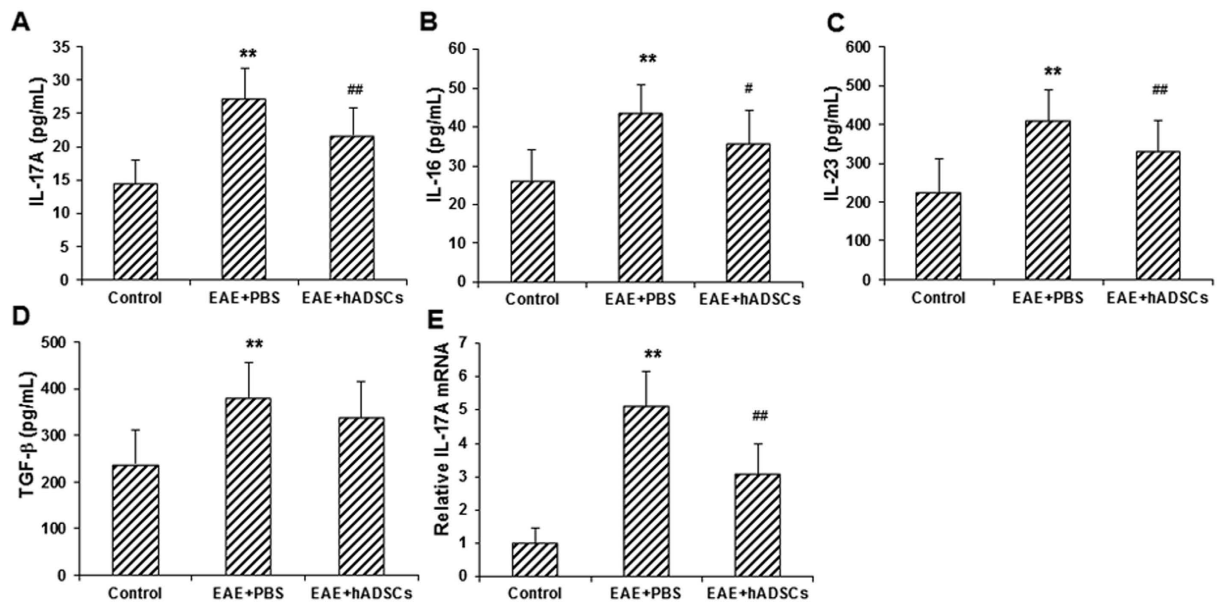 A
IL-17A (pg/mL)
35
30
25
20
15
10
5
0
**
##
Control
EAE+PBS
EAE+hADSCs
B
IL-16 (pg/mL)
60
50
40
30
20
10
0
**
#
Control
EAE+PBS
EAE+hADSCs
C
IL-23 (pg/mL)
600
500
400
300
200
100
0
**
##
Control
EAE+PBS
EAE+hADSCs
D
TGF-β (pg/mL)
500
400
300
200
100
0
**
Control
EAE+PBS
EAE+hADSCs
E
Relative IL-17A mRNA
7
6
5
4
3
2
1
0
**
##
Control
EAE+PBS
EAE+hADSCs